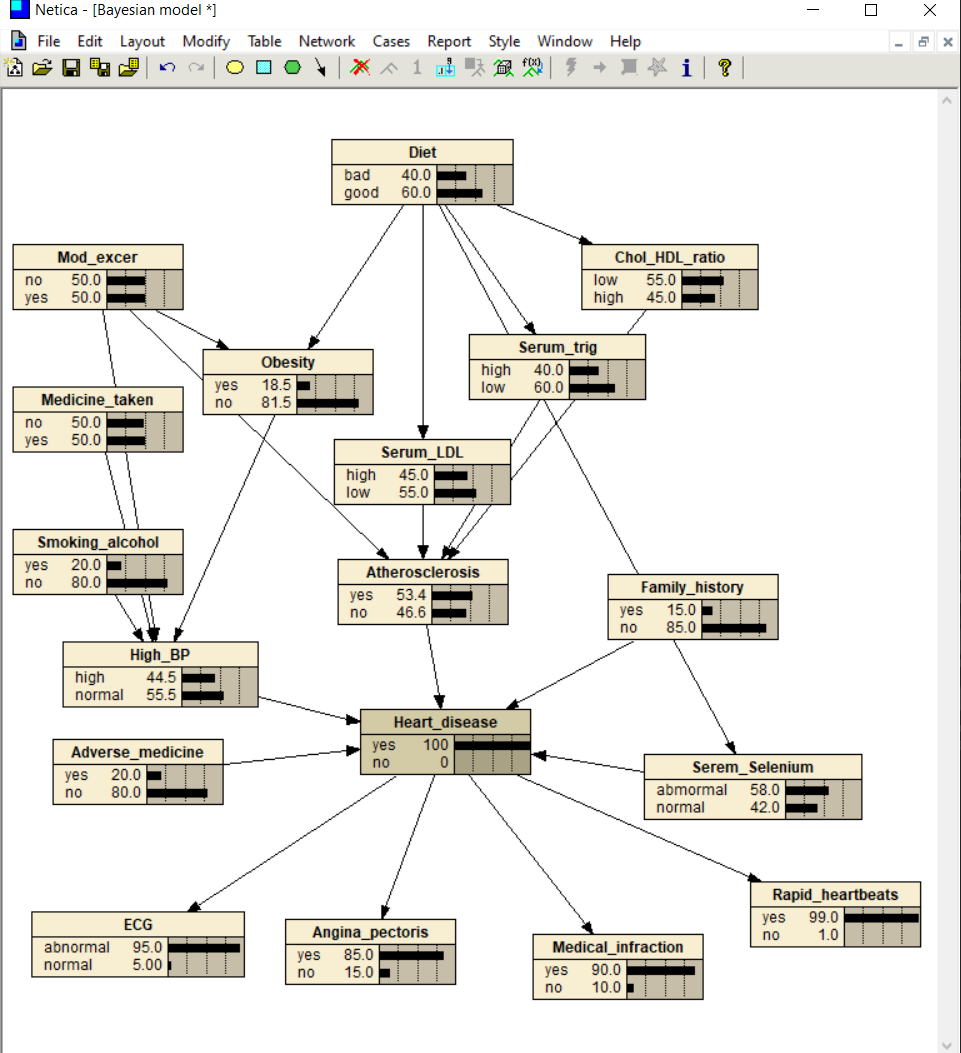 Netica - [Bayesian model *]
File Edit Layout Modify Table Network Cases Report Style Window Help
1 f(x) i ?
Diet
bad 40.0
good 60.0
Mod_excer
no 50.0
yes 50.0
Chol_HDL_ratio
low 55.0
high 45.0
Serum_trig
high 40.0
low 60.0
Obesity
yes 18.5
no 81.5
Medicine_taken
no 50.0
yes 50.0
Serum_LDL
high 45.0
low 55.0
Smoking_alcohol
yes 20.0
no 80.0
Atherosclerosis
yes 53.4
no 46.6
Family_history
yes 15.0
no 85.0
High_BP
high 44.5
normal 55.5
Heart_disease
yes 100
no 0
Adverse_medicine
yes 20.0
no 80.0
Serem_Selenium
abmormal 58.0
normal 42.0
Rapid_heartbeats
yes 99.0
no 1.0
ECG
abnormal 95.0
normal 5.00
Angina_pectoris
yes 85.0
no 15.0
Medical_infraction
yes 90.0
no 10.0